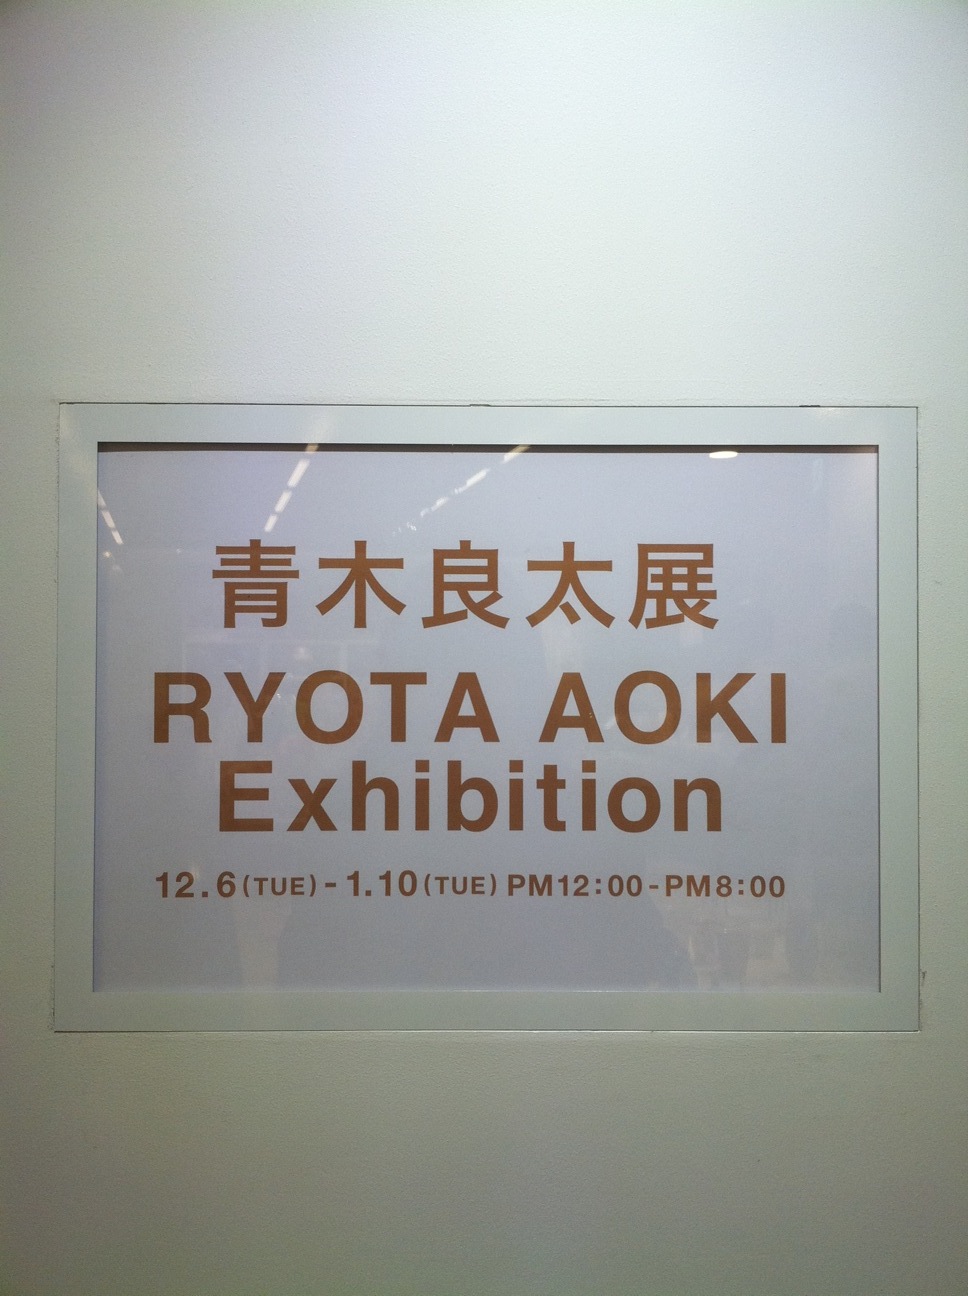 青木良太展
RYOTA AOKI
Exhibition
12.6(TUE)-1.10(TUE) PM12:00-PM8:00